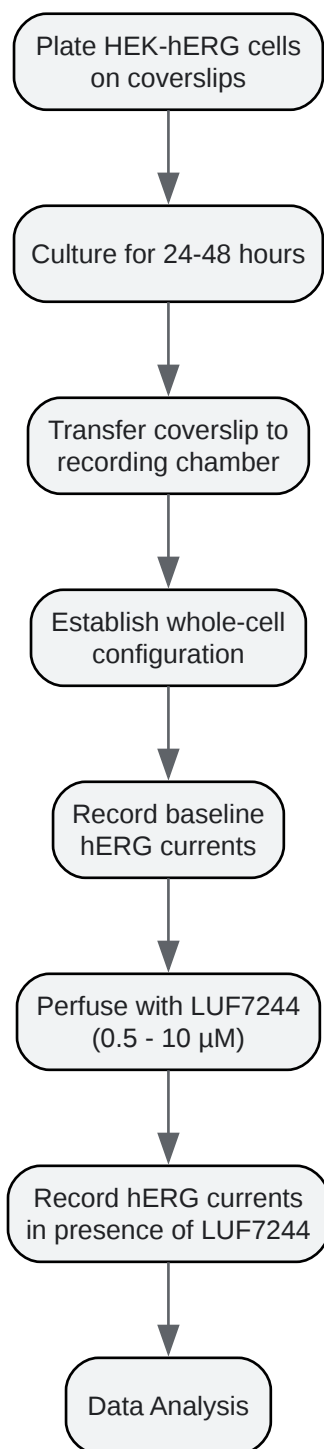 Plate HEK-hERG cells
on coverslips
Culture for 24-48 hours
Transfer coverslip to
recording chamber
Establish whole-cell
configuration
Record baseline
hERG currents
Perfuse with LUF7244
(0.5 - 10 µM)
Record hERG currents
in presence of LUF7244
Data Analysis